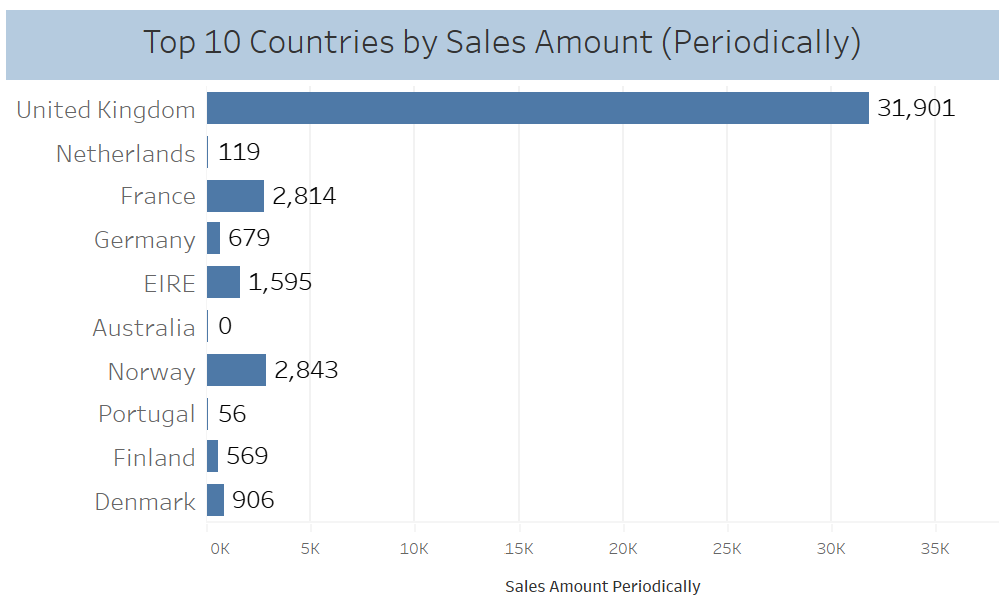 Top 10 Countries by Sales Amount (Periodically)
United Kingdom 31,901
Netherlands 119
France 2,814
Germany 679
EIRE 1,595
Australia 0
Norway 2,843
Portugal 56
Finland 569
Denmark 906
0K 5K 10K 15K 20K 25K 30K 35K
Sales Amount Periodically